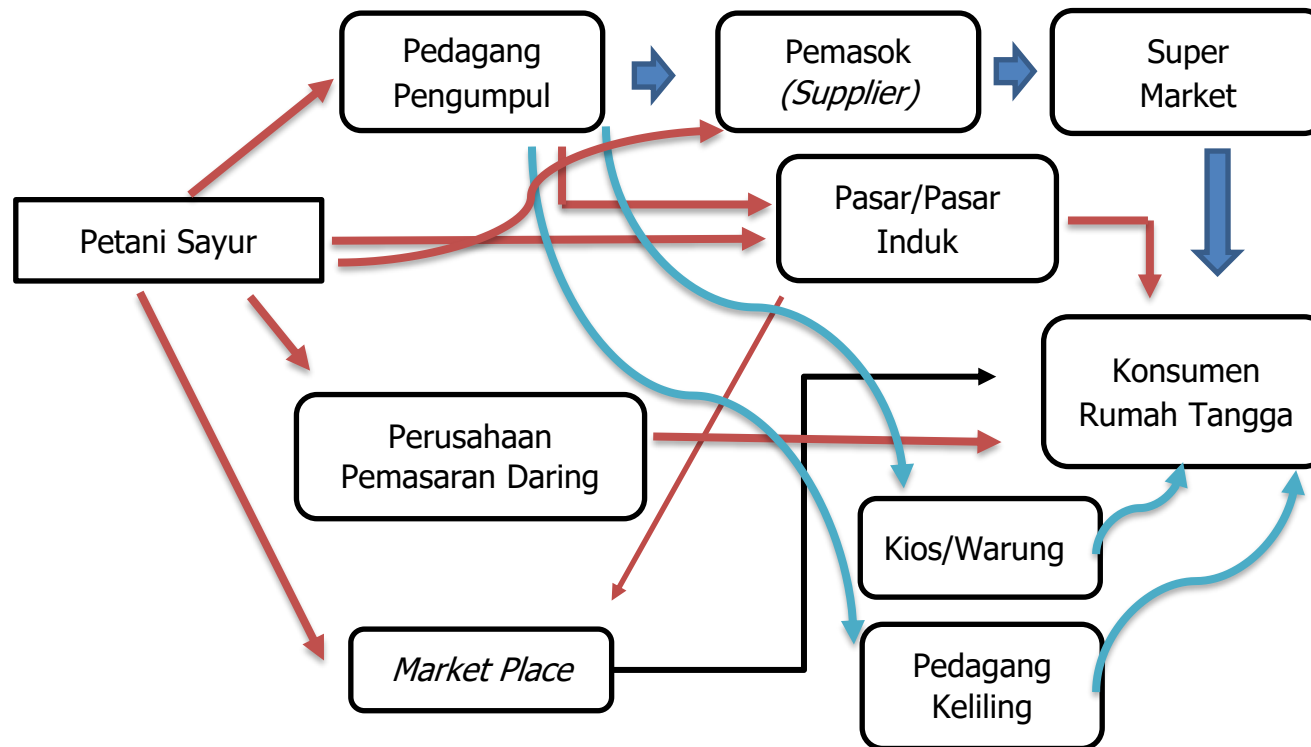 Pedagang
Pengumpul
Pemasok
(Supplier)
Super
Market
Petani Sayur
Pasar/Pasar
Induk
Konsumen
Rumah Tangga
Perusahaan
Pemasaran Daring
Kios/Warung
Market Place
Pedagang
Keliling